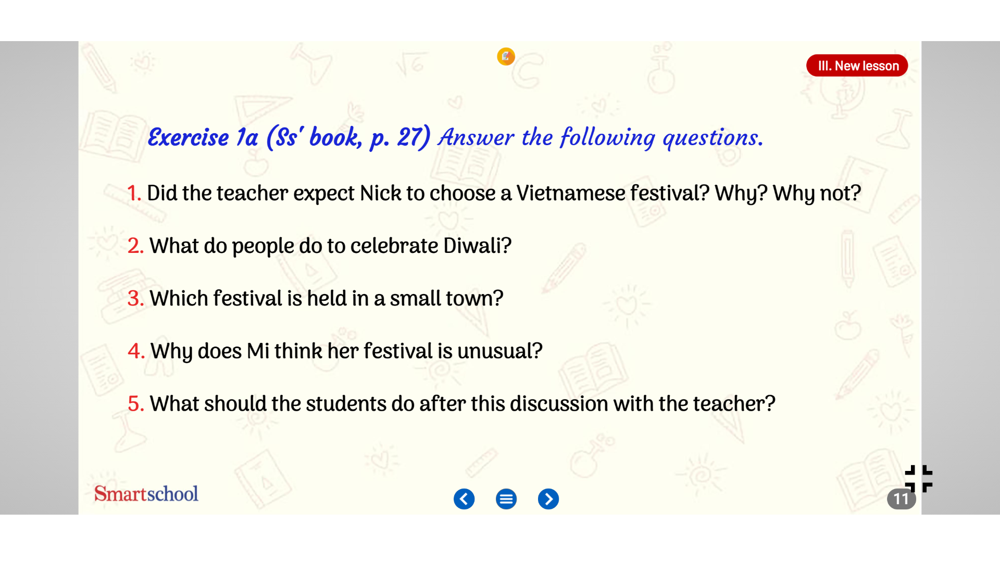 III. New lesson
Exercise 1a (Ss' book, p. 27) Answer the following questions.
1. Did the teacher expect Nick to choose a Vietnamese festival? Why? Why not?
2. What do people do to celebrate Diwali?
3. Which festival is held in a small town?
4. Why does Mi think her festival is unusual?
5. What should the students do after this discussion with the teacher?
Smartschool
11